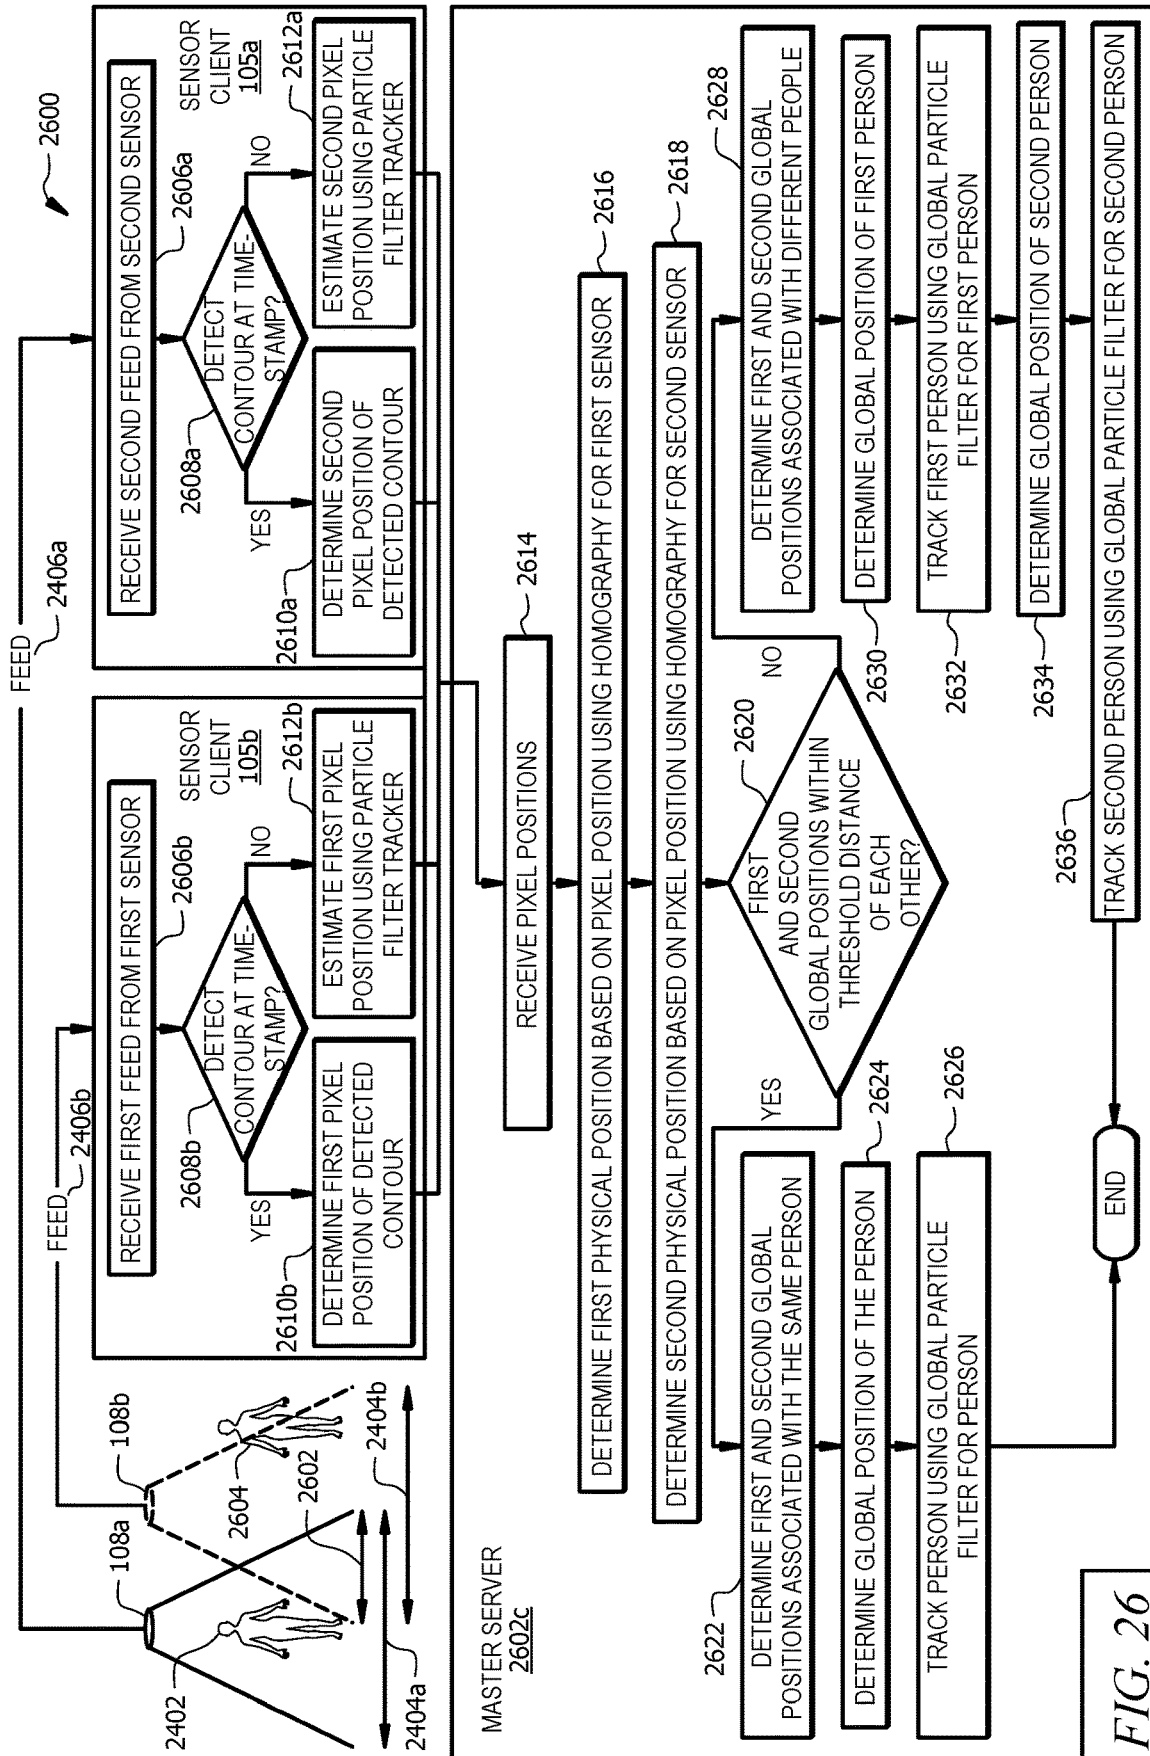 2600
FEED
2406a
FEED
2406b
108a
108b
2402
2604
2602
2404a
2404b
RECEIVE FIRST FEED FROM FIRST SENSOR
2606b
SENSOR
CLIENT
105b
DETECT
CONTOUR AT TIME-
STAMP?
2608b
YES
NO
2610b
DETERMINE FIRST PIXEL
POSITION OF DETECTED
CONTOUR
2612b
ESTIMATE FIRST PIXEL
POSITION USING PARTICLE
FILTER TRACKER
RECEIVE SECOND FEED FROM SECOND SENSOR
2606a
SENSOR
CLIENT
105a
DETECT
CONTOUR AT TIME-
STAMP?
2608a
YES
NO
2610a
DETERMINE SECOND
PIXEL POSITION OF
DETECTED CONTOUR
2612a
ESTIMATE SECOND PIXEL
POSITION USING PARTICLE
FILTER TRACKER
MASTER SERVER
2602c
RECEIVE PIXEL POSITIONS
2614
DETERMINE FIRST PHYSICAL POSITION BASED ON PIXEL POSITION USING HOMOGRAPHY FOR FIRST SENSOR
2616
DETERMINE SECOND PHYSICAL POSITION BASED ON PIXEL POSITION USING HOMOGRAPHY FOR SECOND SENSOR
2618
FIRST
AND SECOND
GLOBAL POSITIONS WITHIN
THRESHOLD DISTANCE
OF EACH
OTHER?
2620
YES
NO
2622
DETERMINE FIRST AND SECOND GLOBAL
POSITIONS ASSOCIATED WITH THE SAME PERSON
DETERMINE GLOBAL POSITION OF THE PERSON
2624
TRACK PERSON USING GLOBAL PARTICLE
FILTER FOR PERSON
2626
DETERMINE FIRST AND SECOND GLOBAL
POSITIONS ASSOCIATED WITH DIFFERENT PEOPLE
2628
DETERMINE GLOBAL POSITION OF FIRST PERSON
2630
TRACK FIRST PERSON USING GLOBAL PARTICLE
FILTER FOR FIRST PERSON
2632
DETERMINE GLOBAL POSITION OF SECOND PERSON
2634
TRACK SECOND PERSON USING GLOBAL PARTICLE FILTER FOR SECOND PERSON
2636
END
FIG. 26